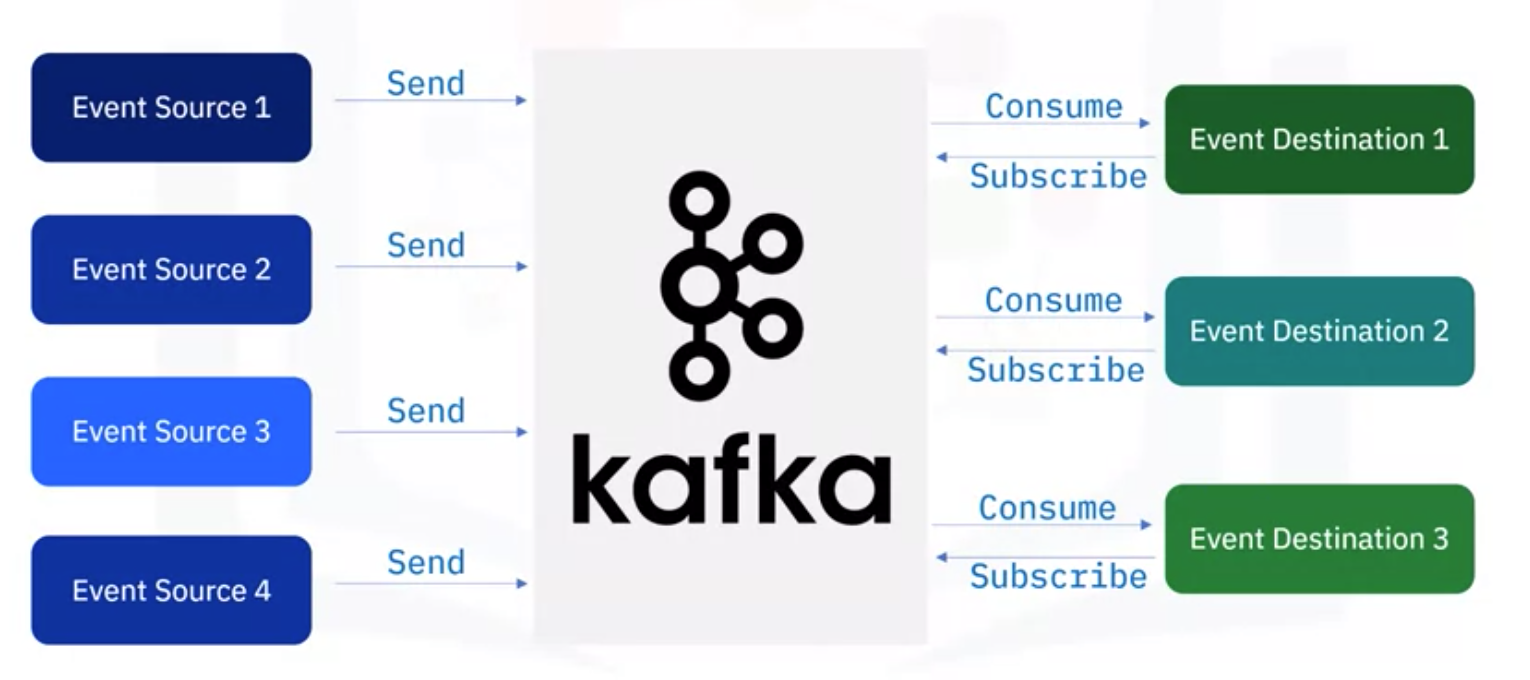 Event Source 1
Send
Event Source 2
Send
Event Source 3
Send
Event Source 4
Send
kafka
Consume
Subscribe
Event Destination 1
Consume
Subscribe
Event Destination 2
Consume
Subscribe
Event Destination 3